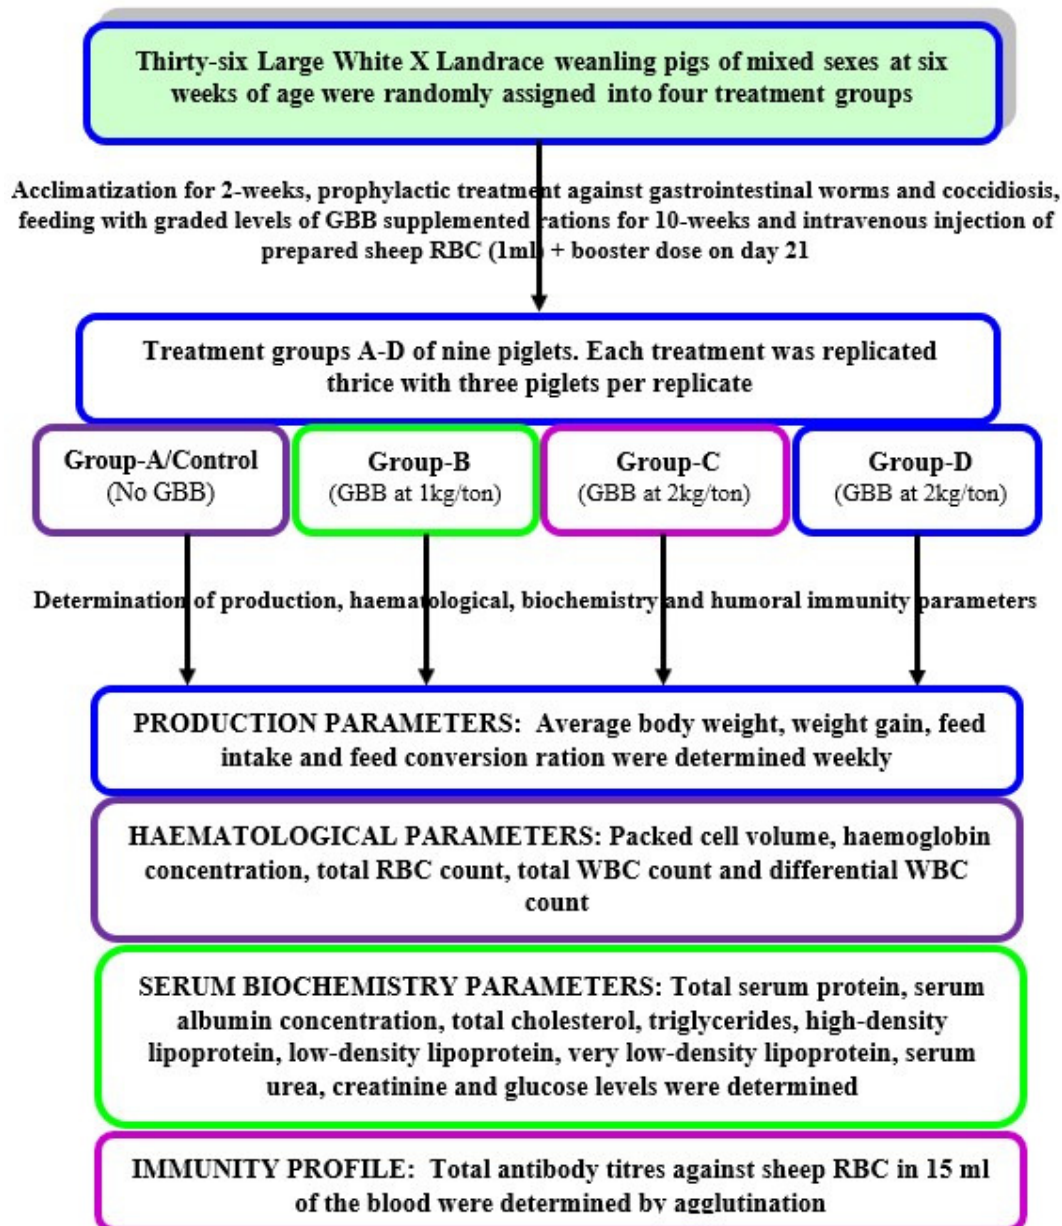 Thirty-six Large White X Landrace weanling pigs of mixed sexes at six
weeks of age were randomly assigned into four treatment groups
Acclimatization for 2-weeks, prophylactic treatment against gastrointestinal worms and coccidiosis,
feeding with graded levels of GBB supplemented rations for 10-weeks and intravenous injection of
prepared sheep RBC (1ml) + booster dose on day 21
Treatment groups A-D of nine piglets. Each treatment was replicated
thrice with three piglets per replicate
Group-A/Control
(No GBB)
Group-B
(GBB at 1kg/ton)
Group-C
(GBB at 2kg/ton)
Group-D
(GBB at 2kg/ton)
Determination of production, haematological, biochemistry and humoral immunity parameters
PRODUCTION PARAMETERS: Average body weight, weight gain, feed
intake and feed conversion ration were determined weekly
HAEMATOLOGICAL PARAMETERS: Packed cell volume, haemoglobin
concentration, total RBC count, total WBC count and differential WBC
count
SERUM BIOCHEMISTRY PARAMETERS: Total serum protein, serum
albumin concentration, total cholesterol, triglycerides, high-density
lipoprotein, low-density lipoprotein, very low-density lipoprotein, serum
urea, creatinine and glucose levels were determined
IMMUNITY PROFILE: Total antibody titres against sheep RBC in 15 ml
of the blood were determined by agglutination